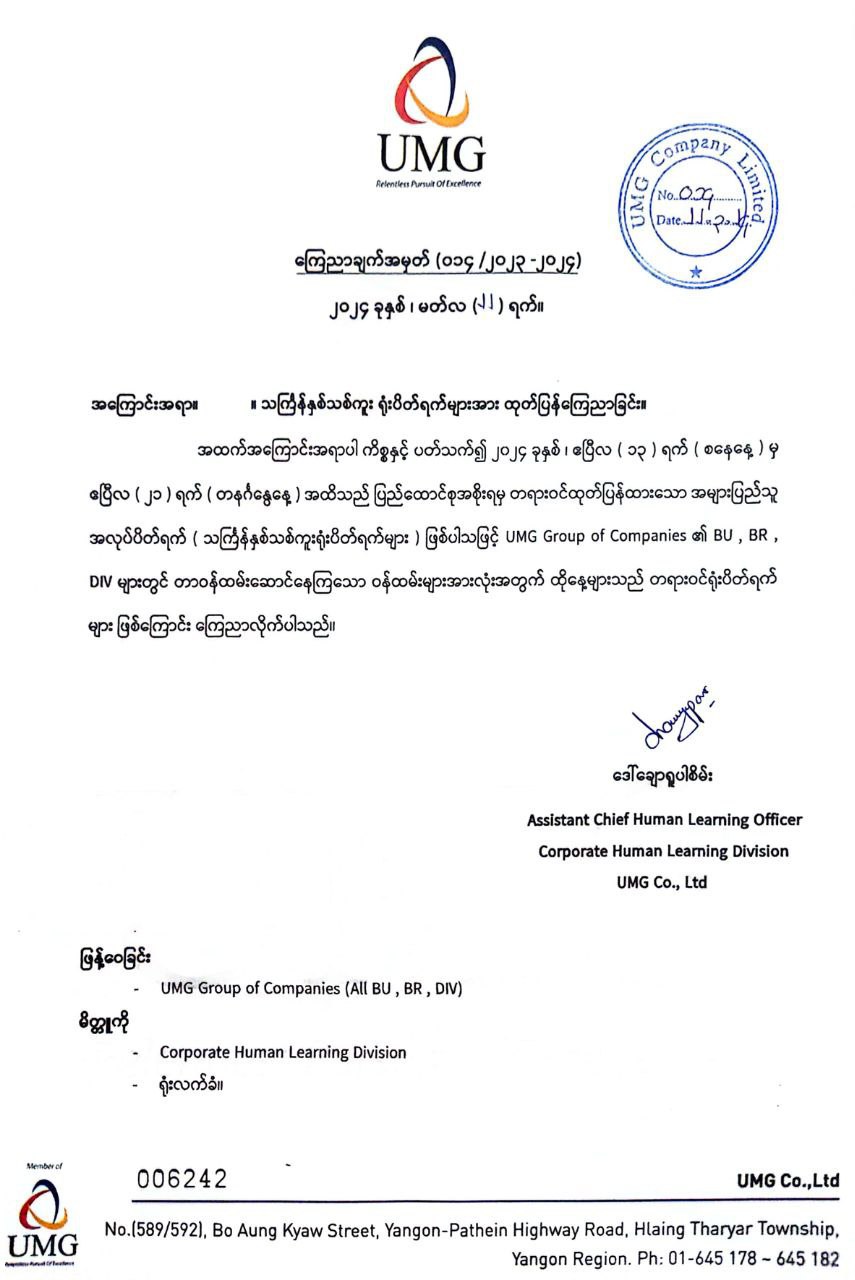 UMG
Relentless Pursuit Of Excellence
UMG Company Limited
No. ၀၁၄
Date ၂၂.၃.၂၄
ကြေညာချက်အမှတ် (၀၁၄ /၂၀၂၃ -၂၀၂၄)
၂၀၂၄ ခုနှစ် ၊ မတ်လ (၂၂) ရက်။
အကြောင်းအရာ။ ။ သင်္ကြန်နှစ်သစ်ကူး ရုံးပိတ်ရက်များအား ထုတ်ပြန်ကြေညာခြင်း။
အထက်အကြောင်းအရာပါ ကိစ္စနှင့် ပတ်သက်၍ ၂၀၂၄ ခုနှစ် ၊ ဧပြီလ ( ၁၃ ) ရက် ( စနေနေ့ ) မှ
ဧပြီလ ( ၂၁ ) ရက် ( တနင်္ဂနွေနေ့ ) အထိသည် ပြည်ထောင်စုအစိုးရမှ တရားဝင်ထုတ်ပြန်ထားသော အများပြည်သူ
အလုပ်ပိတ်ရက် ( သင်္ကြန်နှစ်သစ်ကူးရုံးပိတ်ရက်များ ) ဖြစ်ပါသဖြင့် UMG Group of Companies ၏ BU , BR ,
DIV များတွင် တာဝန်ထမ်းဆောင်နေကြသော ဝန်ထမ်းများအားလုံးအတွက် ထိုနေ့များသည် တရားဝင်ရုံးပိတ်ရက်
များ ဖြစ်ကြောင်း ကြေညာလိုက်ပါသည်။
ဒေါ်ချောရူပါစိမ်း
Assistant Chief Human Learning Officer
Corporate Human Learning Division
UMG Co., Ltd
ဖြန့်ဝေခြင်း
- UMG Group of Companies (All BU , BR , DIV)
မိတ္တူကို
- Corporate Human Learning Division
- ရုံးလက်ခံ။
Member of
UMG
Relentless Pursuit Of Excellence
006242
UMG Co.,Ltd
No.(589/592), Bo Aung Kyaw Street, Yangon-Pathein Highway Road, Hlaing Tharyar Township,
Yangon Region. Ph: 01-645 178 ~ 645 182